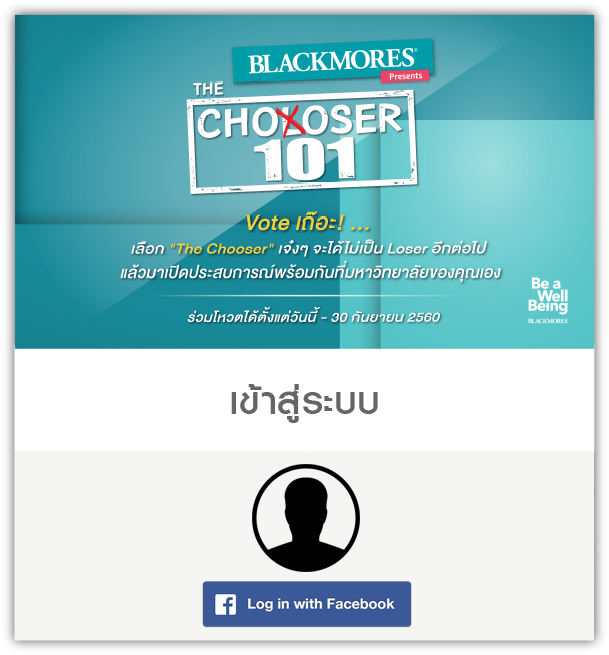 BLACKMORES®
Presents
THE
CHOLOSER
101
Vote เถ๊อะ! ...
เลือก "The Chooser" เจ๋งๆ จะได้ไม่เป็น Loser อีกต่อไป
แล้วมาเปิดประสบการณ์พร้อมกันที่มหาวิทยาลัยของคุณเอง
ร่วมโหวตได้ตั้งแต่วันนี้ - 30 กันยายน 2560
Be a
Well
Being
BLACKMORES
เข้าสู่ระบบ
Log in with Facebook